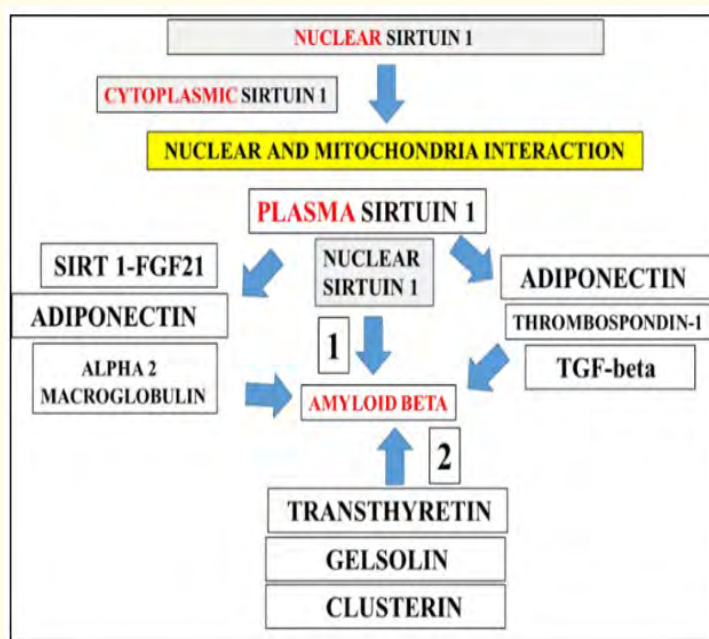 NUCLEAR SIRTUIN 1
CYTOPLASMIC SIRTUIN 1
NUCLEAR AND MITOCHONDRIA INTERACTION
PLASMA SIRTUIN 1
SIRT 1-FGF21
ADIPONECTIN
ALPHA 2
MACROGLOBULIN
NUCLEAR
SIRTUIN 1
1
ADIPONECTIN
THROMBOSPONDIN-1
TGF-beta
AMYLOID BETA
2
TRANSTHYRETIN
GELSOLIN
CLUSTERIN